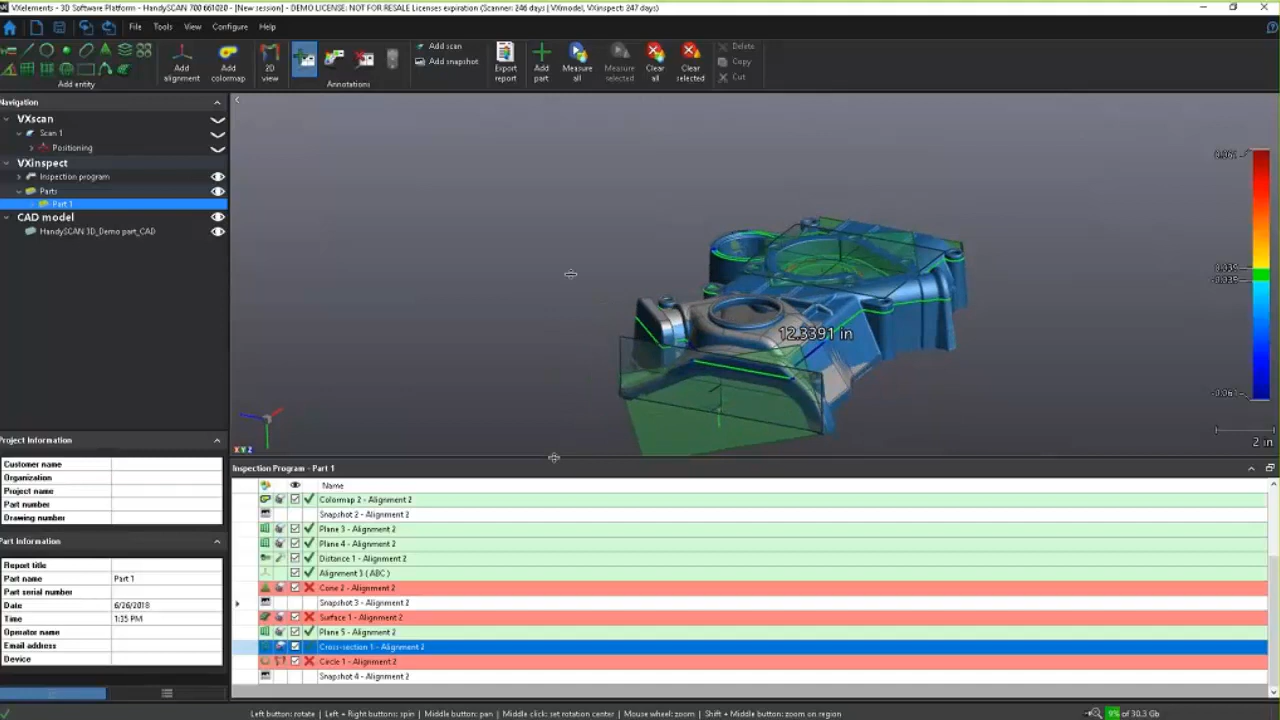 VXelements - 3D Software Platform - HandySCAN 700 661020 - [New session] - DEMO LICENSE: NOT FOR RESALE Licenses expiration (Scanner: 246 days | VXmodel, VXinspect: 247 days)
File Tools View Configure Help
Add entity
Add alignment
Add colormap
2D view
Annotations
Add scan
Add snapshot
Export report
Add part
Measure all
Measure selected
Clear all
Clear selected
Delete
Copy
Cut
Navigation
VXscan
Scan 1
Positioning
VXinspect
Inspection program
Parts
Part 1
CAD model
HandySCAN 3D_Demo part_CAD
12.3391 in
2 in
XYZ
Project Information
Customer name
Organization
Project name
Part number
Drawing number
Part Information
Report title
Part name Part 1
Part serial number
Date 6/26/2018
Time 1:35 PM
Operator name
Email address
Device
Inspection Program - Part 1
Name
Colormap 2 - Alignment 2
Snapshot 2 - Alignment 2
Plane 3 - Alignment 2
Plane 4 - Alignment 2
Distance 1 - Alignment 2
Alignment 3 ( ABC )
Cone 2 - Alignment 2
Snapshot 3 - Alignment 2
Surface 1 - Alignment 2
Plane 5 - Alignment 2
Cross-section 1 - Alignment 2
Circle 1 - Alignment 2
Snapshot 4 - Alignment 2
Left button: rotate | Left + Right buttons: spin | Middle button: pan | Middle click: set rotation center | Mouse wheel: zoom | Shift + Middle button: zoom on region
9% of 30.3 Gb